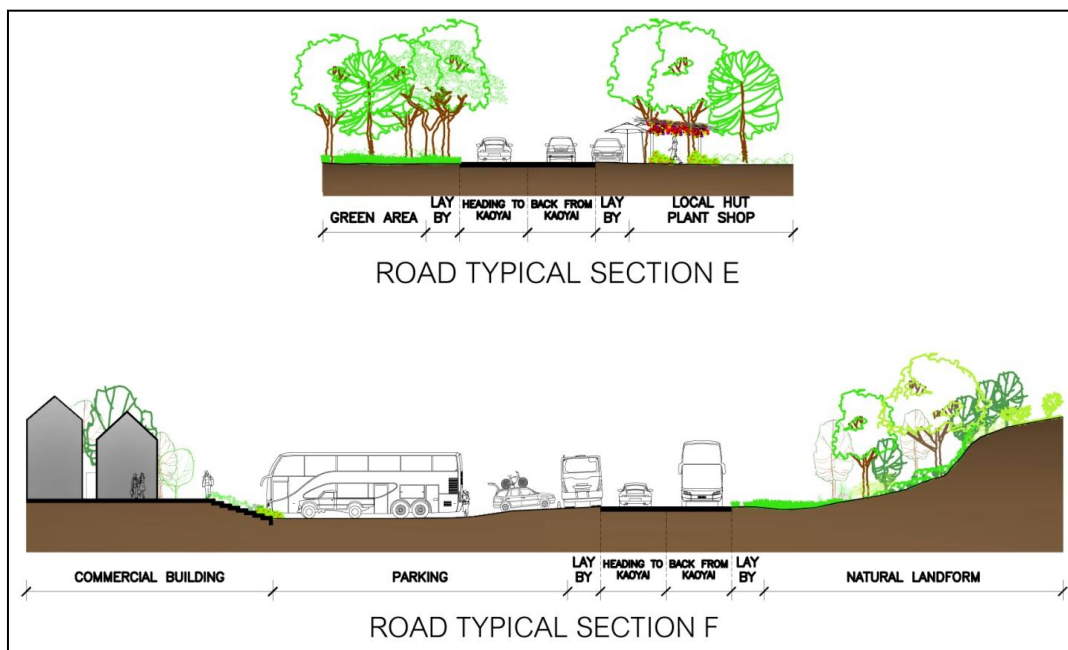 GREEN AREA
LAY
BY
HEADING TO
KAOYAI
BACK FROM
KAOYAI
LAY
BY
LOCAL HUT
PLANT SHOP
ROAD TYPICAL SECTION E
COMMERCIAL BUILDING
PARKING
LAY
BY
HEADING TO
KAOYAI
BACK FROM
KAOYAI
LAY
BY
NATURAL LANDFORM
ROAD TYPICAL SECTION F